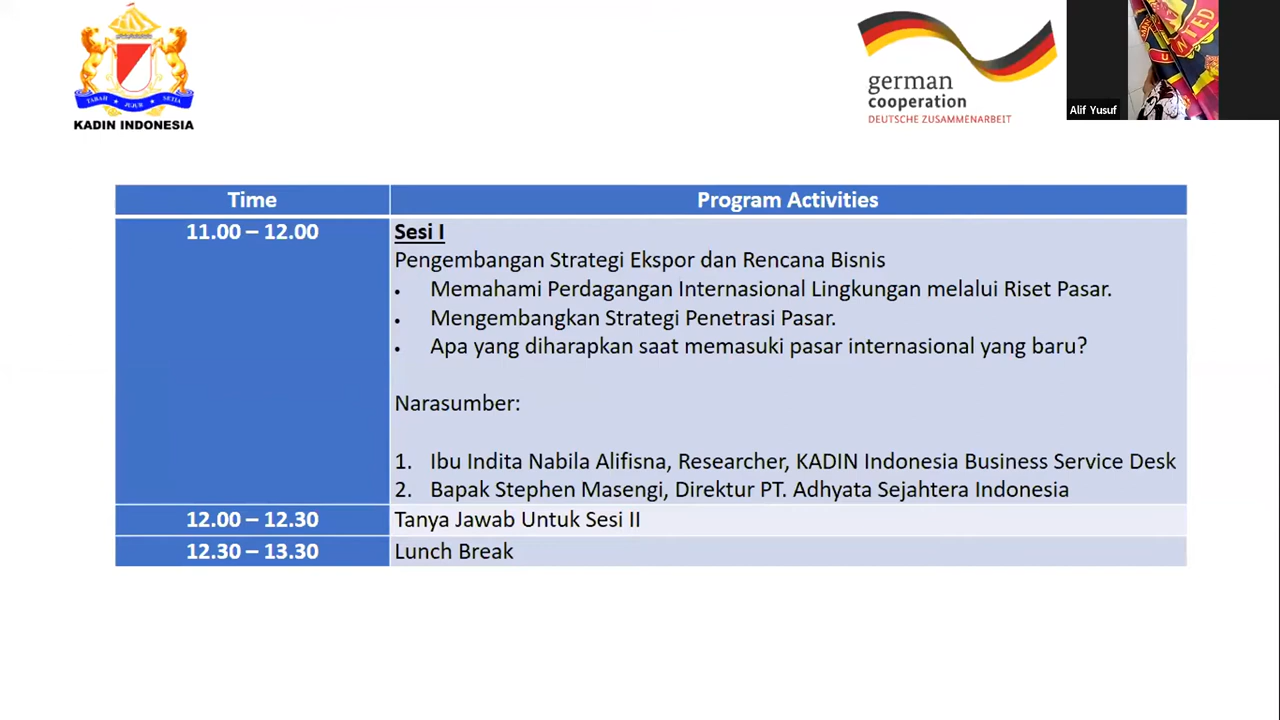 TABAH ★ JUJUR ★ SETIA
KADIN INDONESIA
german
cooperation
DEUTSCHE ZUSAMMENARBEIT
UNITED
Alif Yusuf
Time
Program Activities
11.00 – 12.00
Sesi I
Pengembangan Strategi Ekspor dan Rencana Bisnis
• Memahami Perdagangan Internasional Lingkungan melalui Riset Pasar.
• Mengembangkan Strategi Penetrasi Pasar.
• Apa yang diharapkan saat memasuki pasar internasional yang baru?
Narasumber:
1. Ibu Indita Nabila Alifisna, Researcher, KADIN Indonesia Business Service Desk
2. Bapak Stephen Masengi, Direktur PT. Adhyata Sejahtera Indonesia
12.00 – 12.30
Tanya Jawab Untuk Sesi II
12.30 – 13.30
Lunch Break